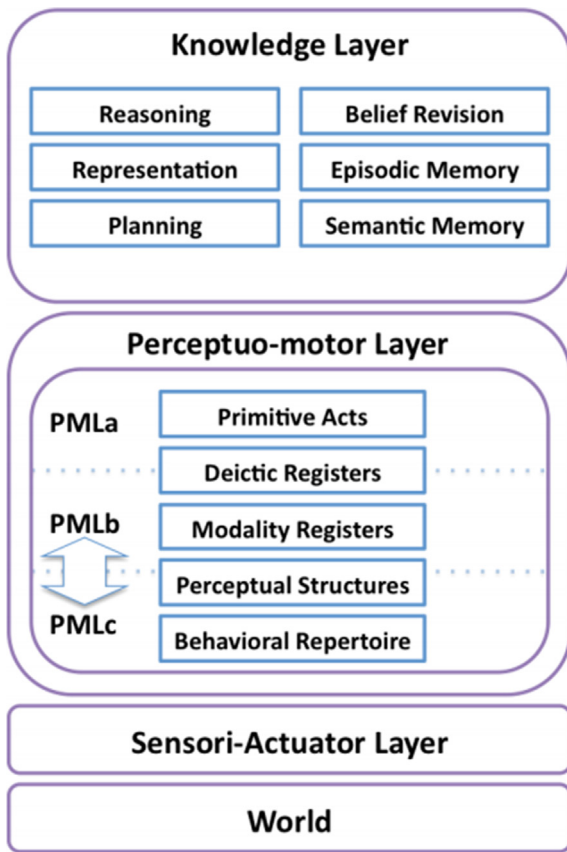 Knowledge Layer
Reasoning
Belief Revision
Representation
Episodic Memory
Planning
Semantic Memory
Perceptuo-motor Layer
PMLa
Primitive Acts
Deictic Registers
PMLb
Modality Registers
Perceptual Structures
PMLc
Behavioral Repertoire
Sensori-Actuator Layer
World